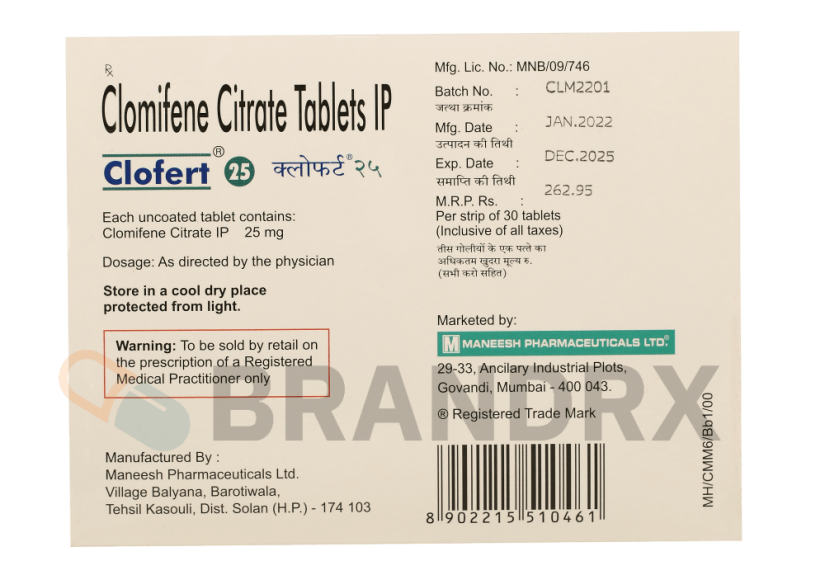 ℞
Clomifene Citrate Tablets IP
Clofert® 25 क्लोफर्ट® २५
Each uncoated tablet contains:
Clomifene Citrate IP 25 mg
Dosage: As directed by the physician
Store in a cool dry place
protected from light.
Warning: To be sold by retail on
the prescription of a Registered
Medical Practitioner only
Manufactured By :
Maneesh Pharmaceuticals Ltd.
Village Balyana, Barotiwala,
Tehsil Kasouli, Dist. Solan (H.P.) - 174 103
Mfg. Lic. No.: MNB/09/746
Batch No. : CLM2201
जत्था क्रमांक
Mfg. Date : JAN.2022
उत्पादन की तिथी
Exp. Date : DEC.2025
समाप्ति की तिथी
M.R.P. Rs. : 262.95
Per strip of 30 tablets
(Inclusive of all taxes)
तीस गोलीयों के एक पत्ते का
अधिकतम खुदरा मूल्य रु.
(सभी करो सहित)
Marketed by:
M MANEESH PHARMACEUTICALS LTD.®
29-33, Ancilary Industrial Plots,
Govandi, Mumbai - 400 043.
® Registered Trade Mark
8 902215 510461
MH/CMM6/Bb1/00
BRANDRX